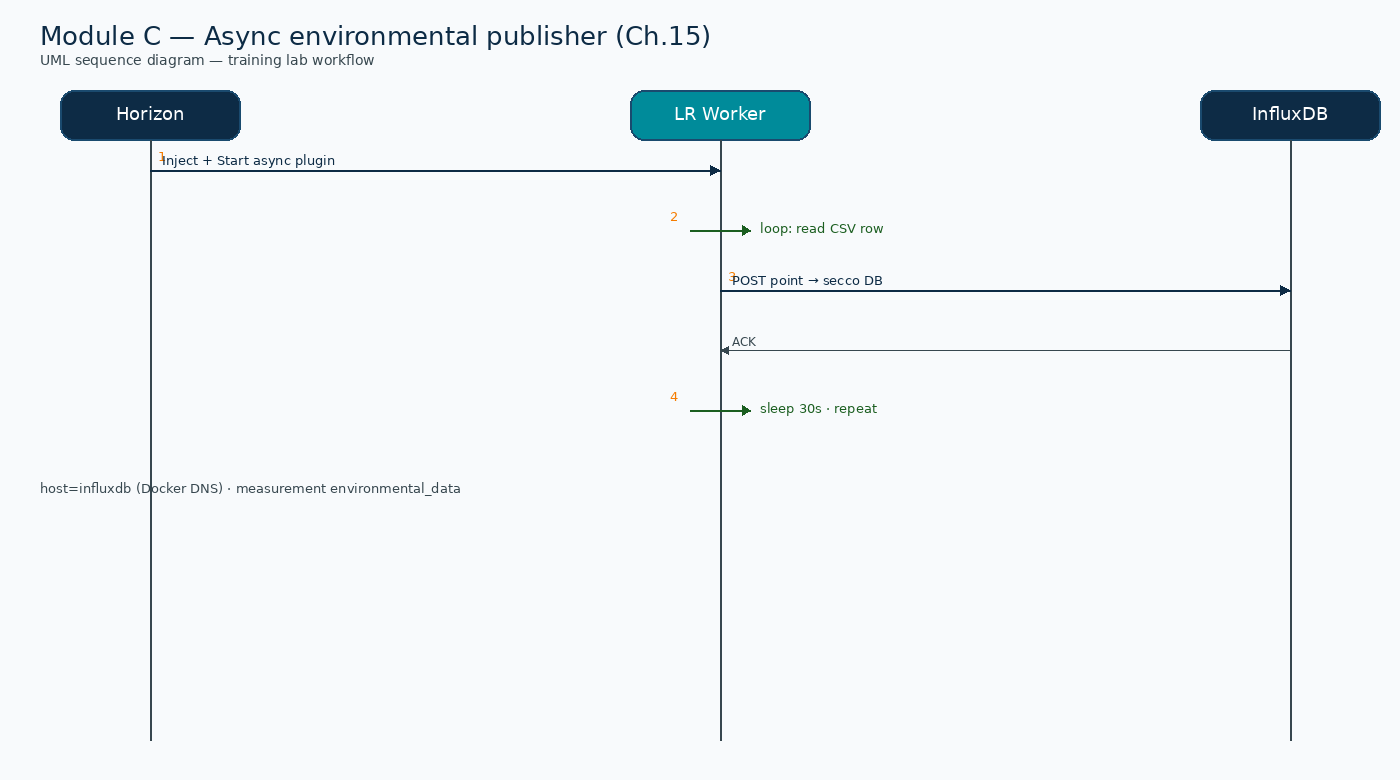 Module C — Async environmental publisher (Ch.15)
UML sequence diagram — training lab workflow
Horizon
LR Worker
InfluxDB
1
Inject + Start async plugin
2
loop: read CSV row
3
POST point → secco DB
ACK
4
sleep 30s · repeat
host=influxdb (Docker DNS) · measurement environmental_data